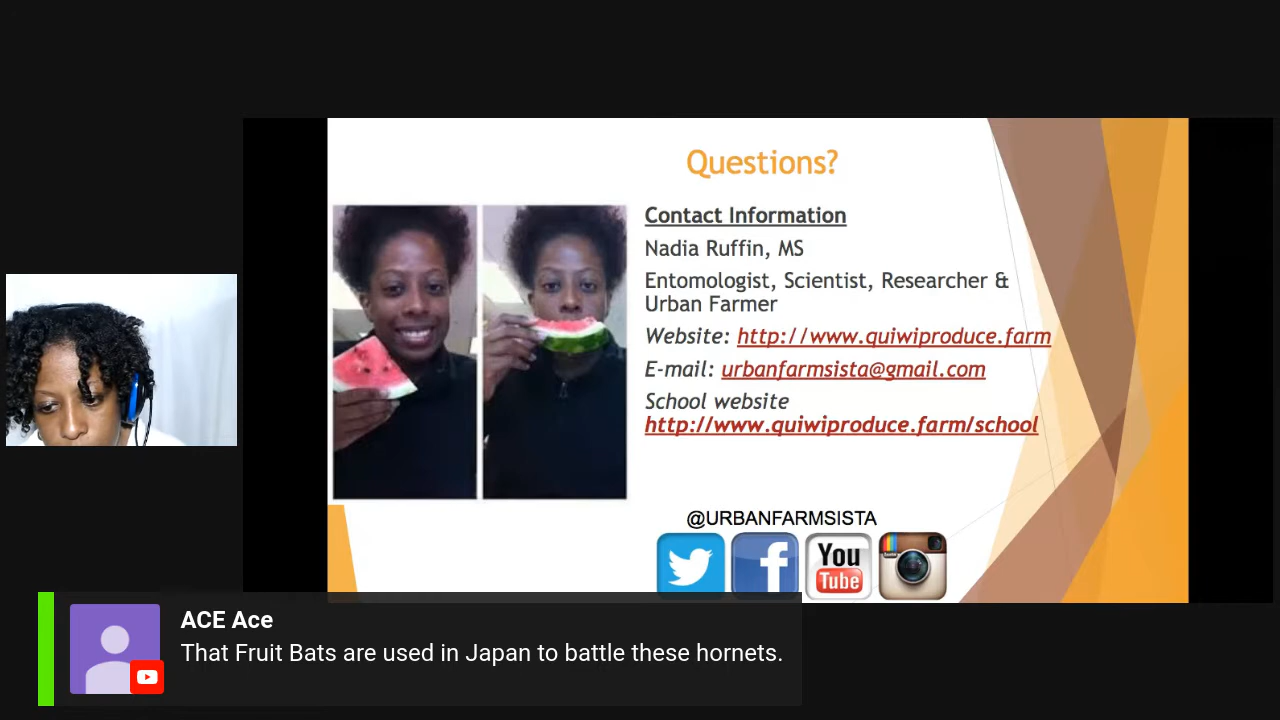 Questions?
Contact Information
Nadia Ruffin, MS
Entomologist, Scientist, Researcher &
Urban Farmer
Website: http://www.quiwiproduce.farm
E-mail: urbanfarmsista@gmail.com
School website
http://www.quiwiproduce.farm/school
@URBANFARMSISTA
You
Tube
ACE Ace
That Fruit Bats are used in Japan to battle these hornets.